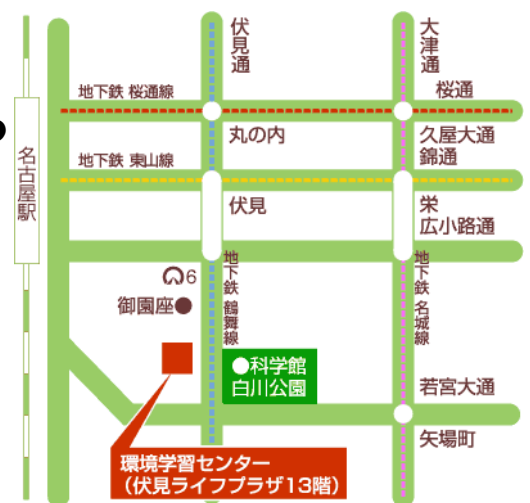 伏見通
大津通
地下鉄 桜通線
桜通
丸の内
久屋大通
錦通
地下鉄 東山線
名古屋駅
伏見
栄
広小路通
地下鉄 鶴舞線
地下鉄 名城線
6
御園座●
●科学館
白川公園
若宮大通
矢場町
環境学習センター
(伏見ライフプラザ13階)